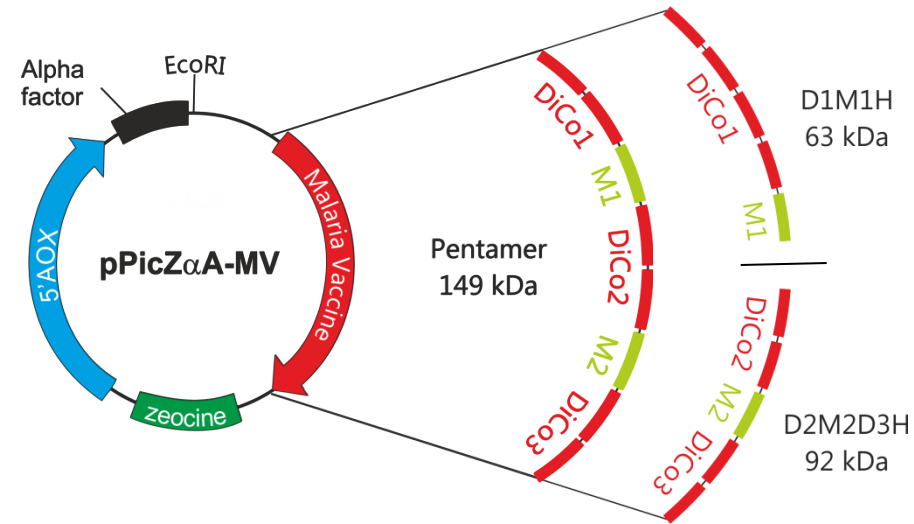 Alpha
factor
EcoRI
5'AOX
pPicZαA-MV
Malaria Vaccine
zeocine
Pentamer
149 kDa
DiCo1
M1
DiCo2
M2
DiCo3
DiCo1
M1
D1M1H
63 kDa
DiCo2
M2
DiCo3
D2M2D3H
92 kDa